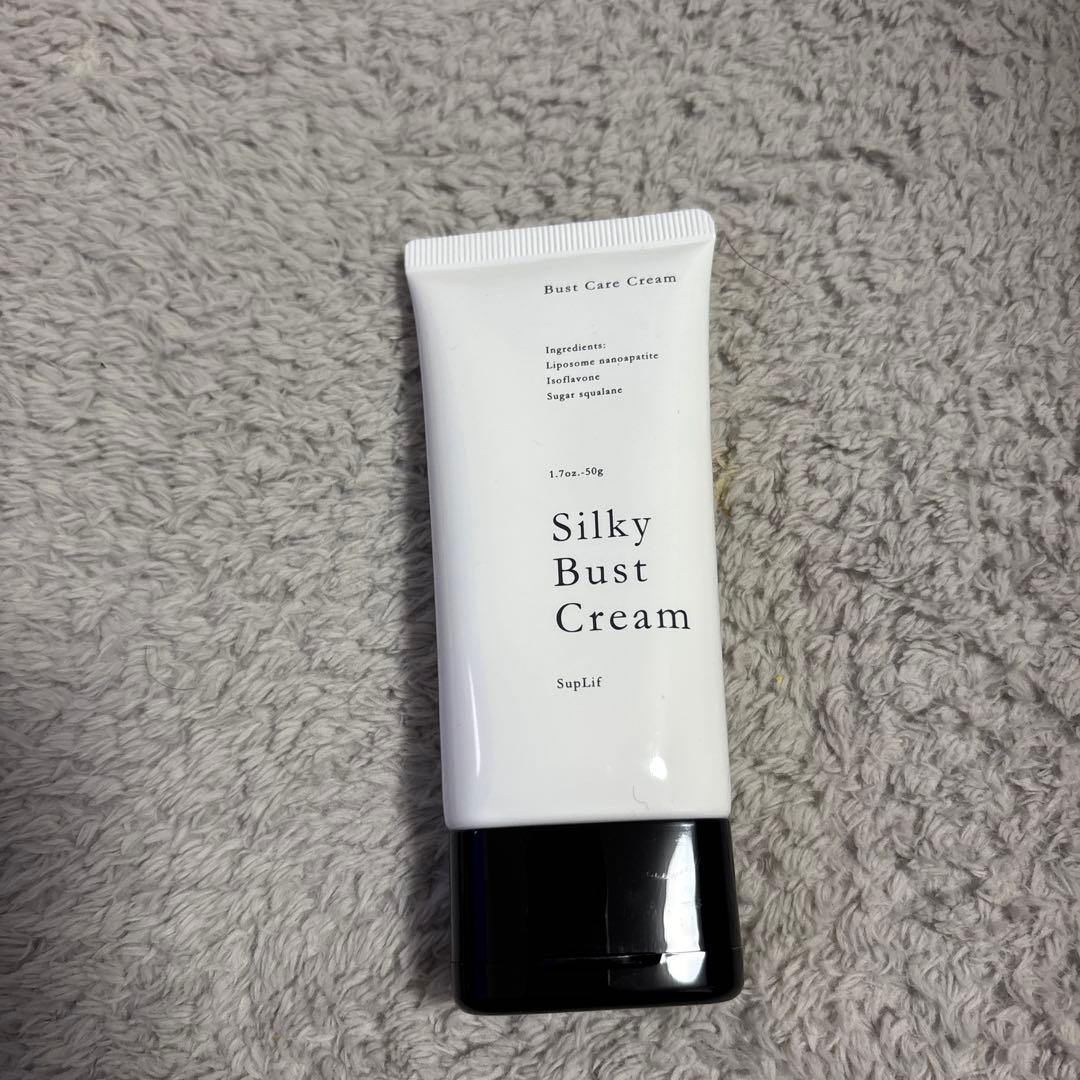 Bust Care Cream
Ingredients:
Liposome nanoapatite
Isoflavone
Sugar squalane
1.7oz.-50g
Silky
Bust
Cream
SupLif